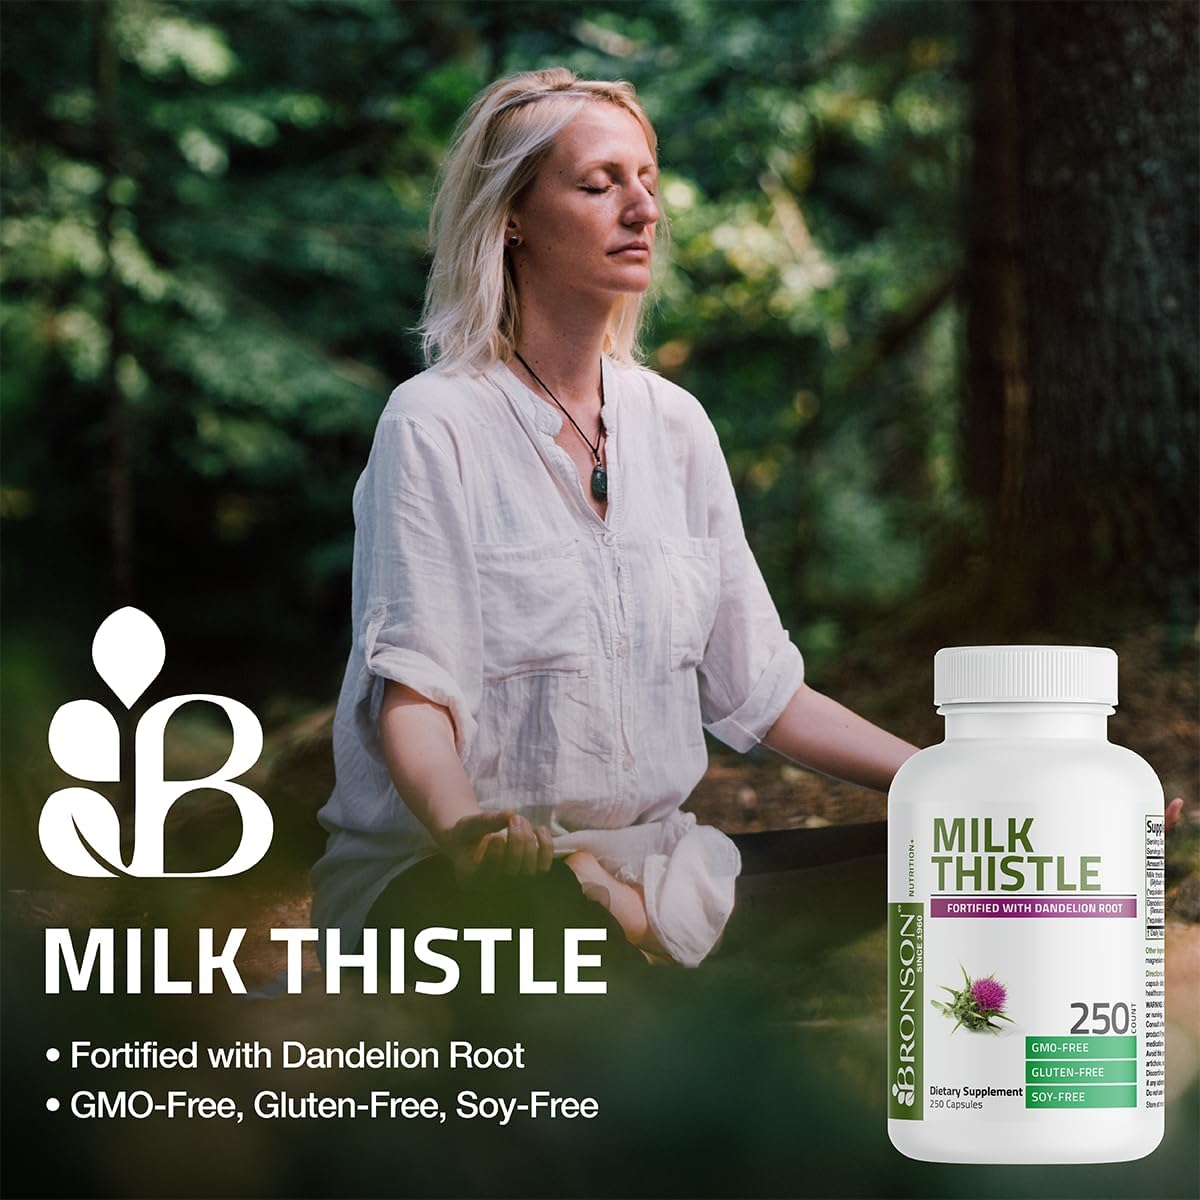 B
MILK THISTLE
• Fortified with Dandelion Root
• GMO-Free, Gluten-Free, Soy-Free
NUTRITION+
BRONSON
SINCE 1960
MILK
THISTLE
FORTIFIED WITH DANDELION ROOT
250
COUNT
GMO-FREE
GLUTEN-FREE
SOY-FREE
Dietary Supplement
250 Capsules